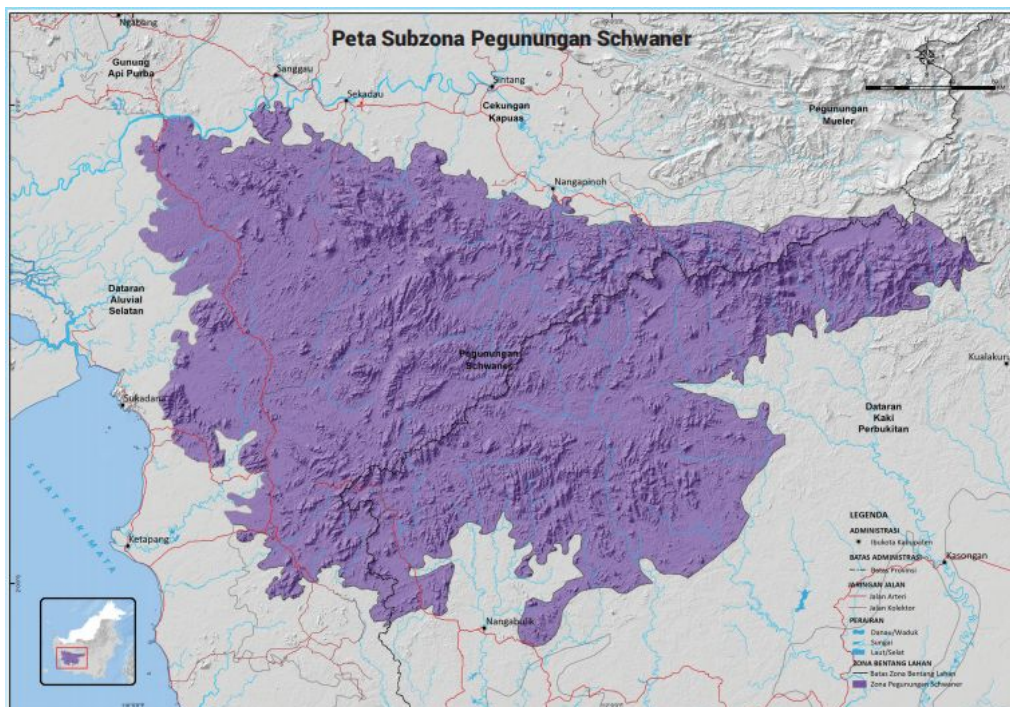 Peta Subzona Pegunungan Schwaner
Ngabang
Gunung
Api Purba
Sanggau
Sekadau
Sintang
Cekungan
Kapuas
Pegunungan
Mueler
Nangapinoh
Dataran
Aluvial
Selatan
Pegunungan
Schwaner
Kualakuru
Sukadana
Dataran
Kaki
Perbukitan
SELAT KARIMATA
Ketapang
Kasongan
Nangabulik
LEGENDA
ADMINISTRASI
Ibukota Kabupaten
BATAS ADMINISTRASI
Batas Provinsi
JARINGAN JALAN
Jalan Arteri
Jalan Kolektor
PERAIRAN
Danau/Waduk
Sungai
Laut/Selat
ZONA BENTANG LAHAN
Batas Zona Bentang Lahan
Zona Pegunungan Schwaner